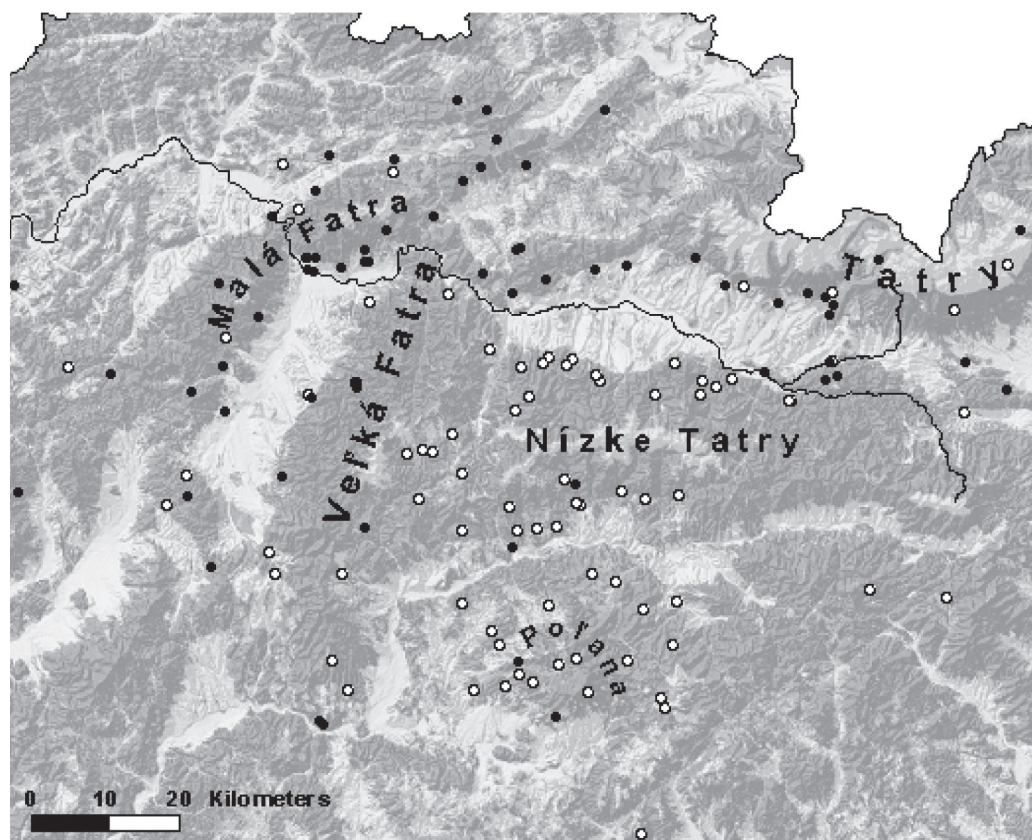 Malá Fatra
Tatry
Veľká Fatra
Nízke Tatry
Poľana
0 10 20 Kilometers